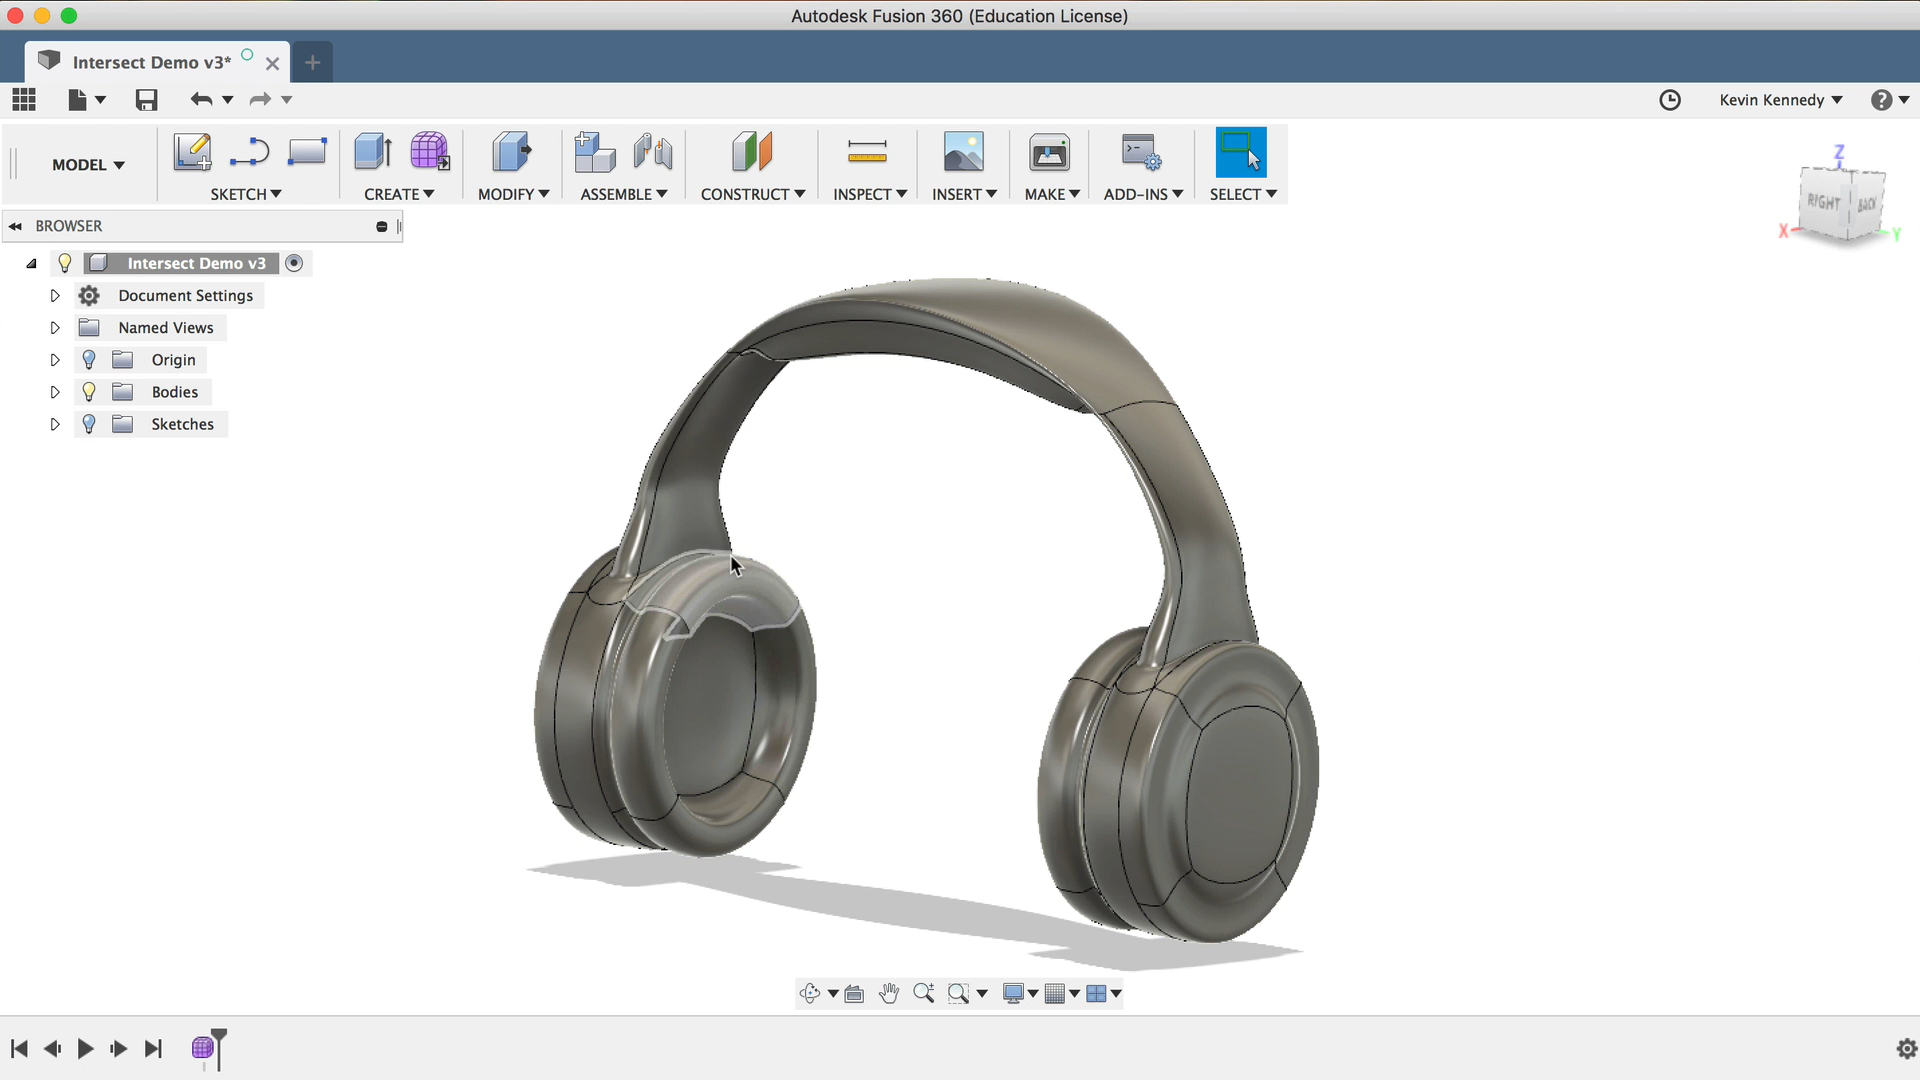 Autodesk Fusion 360 (Education License)
Intersect Demo v3*
Kevin Kennedy
MODEL
SKETCH
CREATE
MODIFY
ASSEMBLE
CONSTRUCT
INSPECT
INSERT
MAKE
ADD-INS
SELECT
Z
RIGHT
BACK
X
Y
BROWSER
Intersect Demo v3
Document Settings
Named Views
Origin
Bodies
Sketches